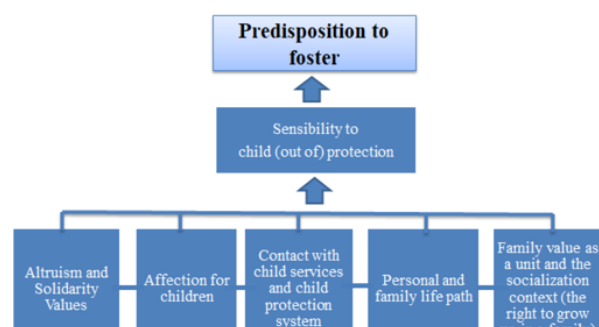 Predisposition to
foster
Sensibility to
child (out of) protection
Altruism and
Solidarity
Values
Affection for
children
Contact with
child services
and child
protection
system
Personal and
family life path
Family value as
a unit and the
socialization
context (the
right to grow